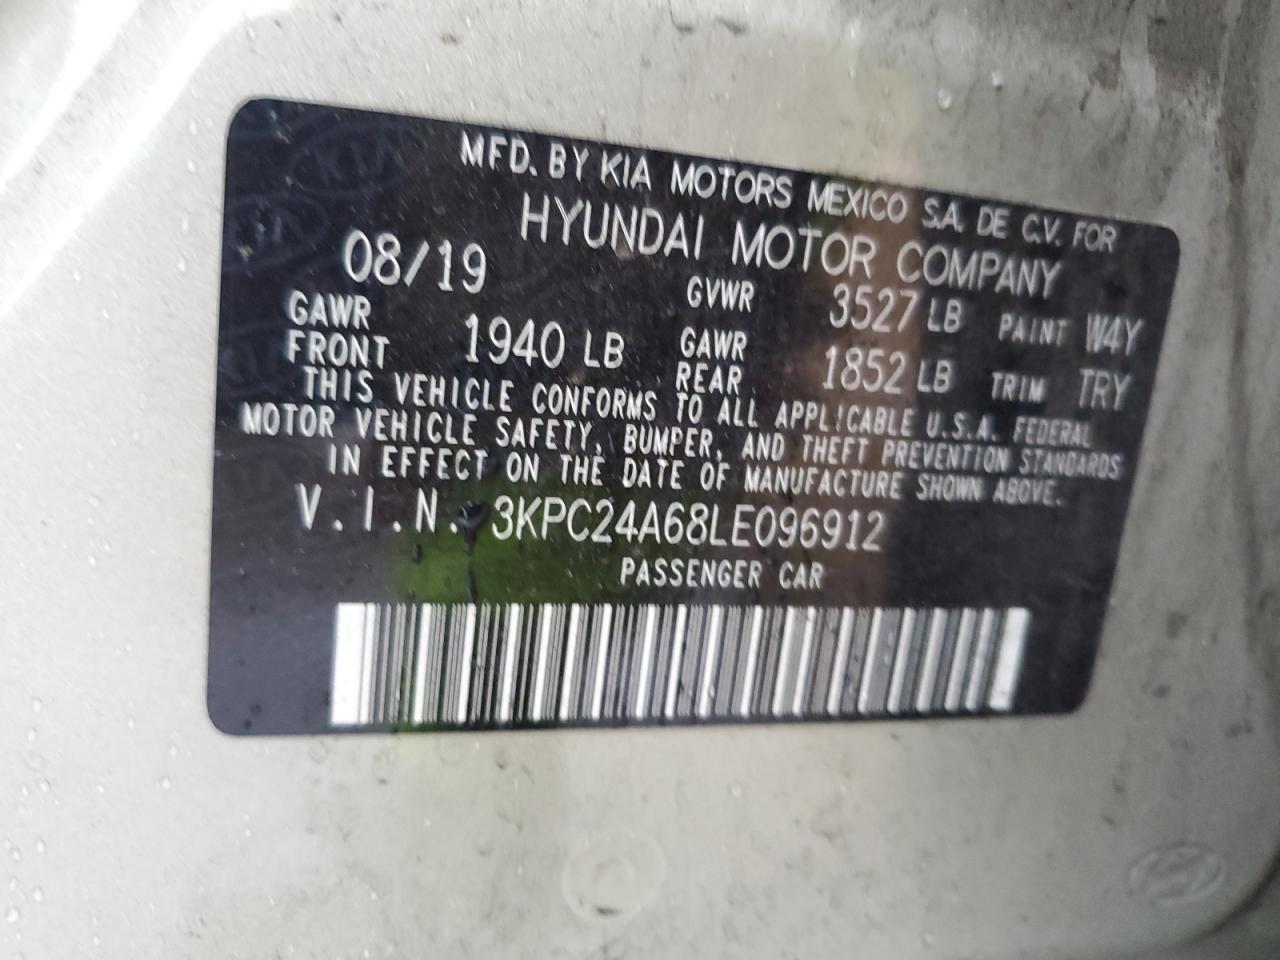 MFD. BY KIA MOTORS MEXICO S.A. DE C.V. FOR
HYUNDAI MOTOR COMPANY
08/19
GVWR 3527 LB PAINT W4Y
GAWR FRONT 1940 LB GAWR REAR 1852 LB TRIM TRY
THIS VEHICLE CONFORMS TO ALL APPLICABLE U.S.A. FEDERAL
MOTOR VEHICLE SAFETY, BUMPER, AND THEFT PREVENTION STANDARDS
IN EFFECT ON THE DATE OF MANUFACTURE SHOWN ABOVE.
V.I.N. 3KPC24A68LE096912
PASSENGER CAR